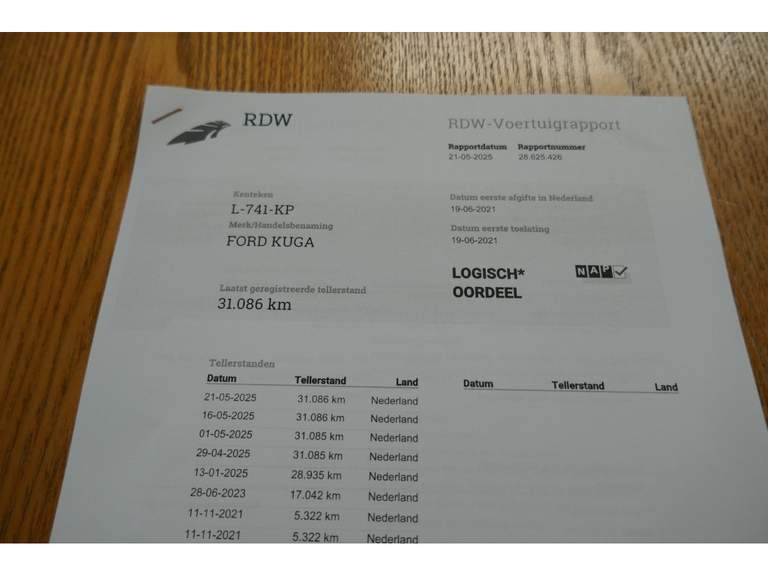 RDW
RDW-Voertuigrapport
Rapportdatum Rapportnummer
21-05-2025 28.625.426
Kenteken
L-741-KP
Merk/Handelsbenaming
FORD KUGA
Datum eerste afgifte in Nederland
19-06-2021
Datum eerste toelating
19-06-2021
LOGISCH*
OORDEEL
NAP
Laatst geregistreerde tellerstand
31.086 km
Tellerstanden
Datum Tellerstand Land Datum Tellerstand Land
21-05-2025 31.086 km Nederland
16-05-2025 31.086 km Nederland
01-05-2025 31.085 km Nederland
29-04-2025 31.085 km Nederland
13-01-2025 28.935 km Nederland
28-06-2023 17.042 km Nederland
11-11-2021 5.322 km Nederland
11-11-2021 5.322 km Nederland